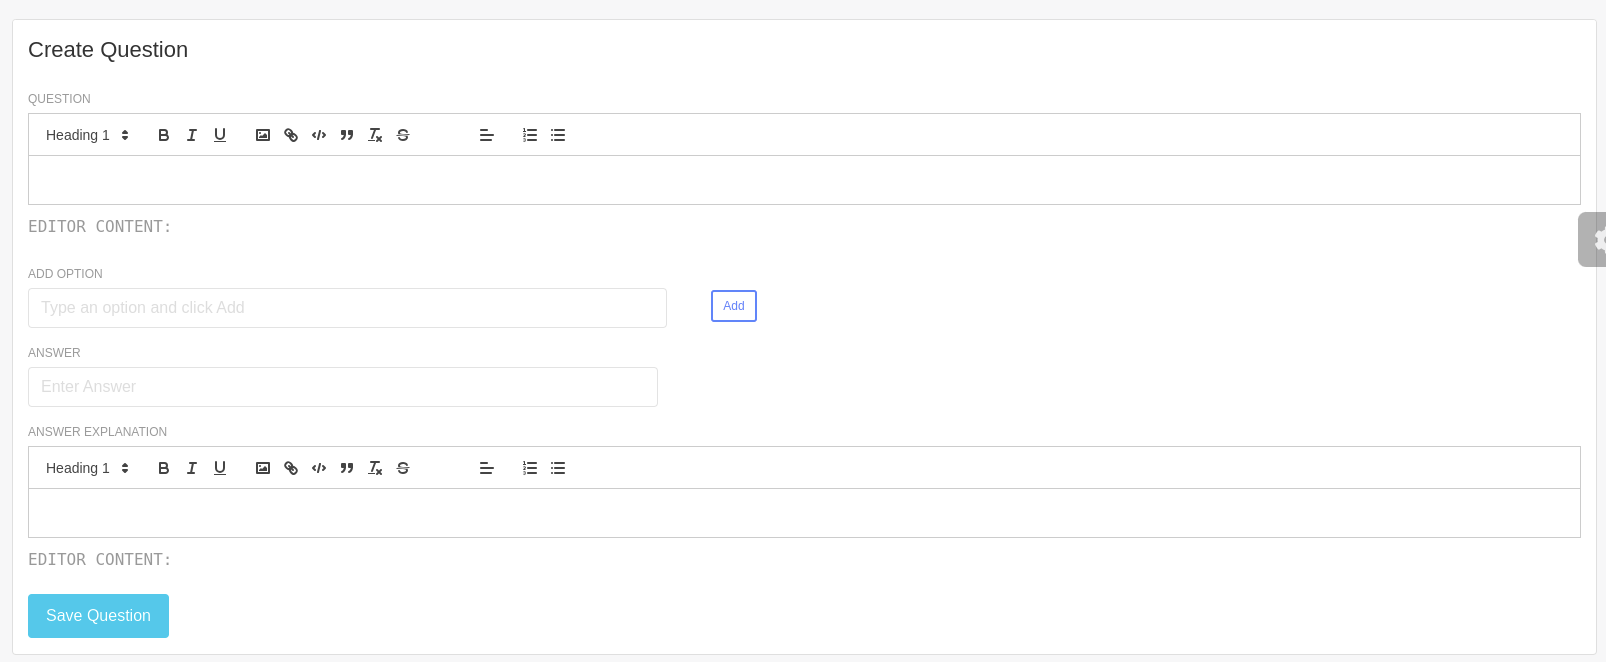 Create Question
QUESTION
Heading 1
EDITOR CONTENT:
ADD OPTION
Type an option and click Add
Add
ANSWER
Enter Answer
ANSWER EXPLANATION
Heading 1
EDITOR CONTENT:
Save Question